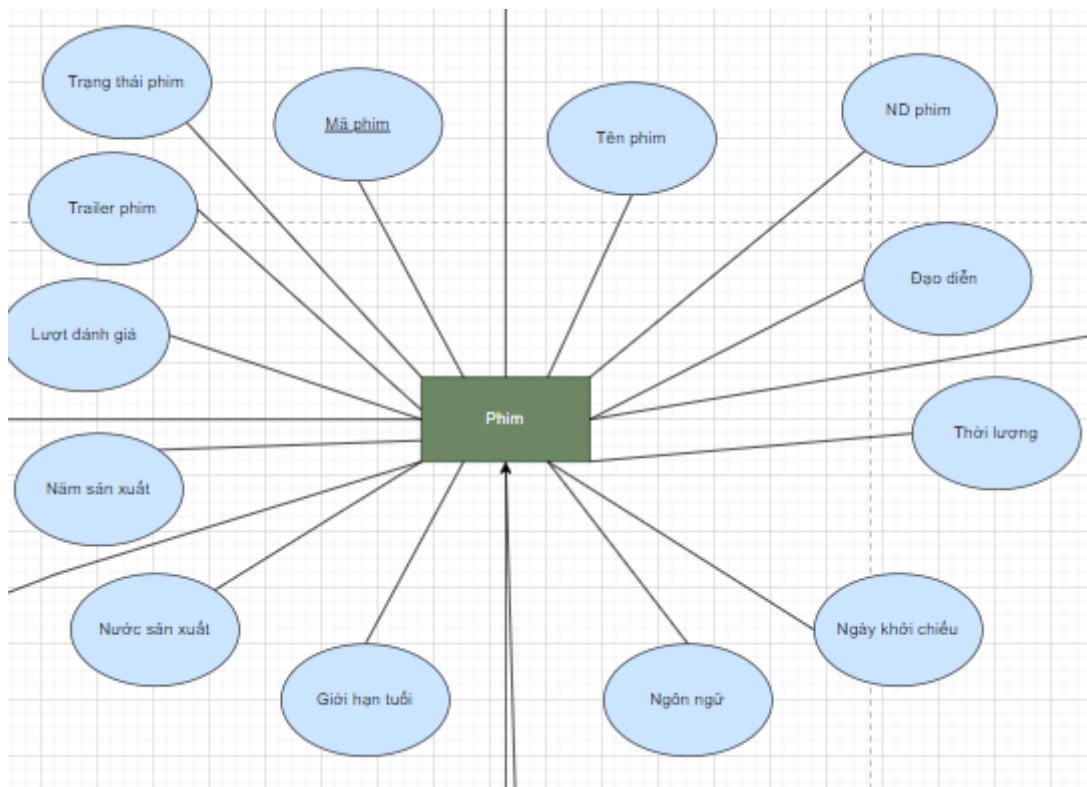 Trạng thái phim
Mã phim
Tên phim
ND phim
Trailer phim
Đạo diễn
Lượt đánh giá
Phim
Thời lượng
Năm sản xuất
Nước sản xuất
Ngày khởi chiếu
Giới hạn tuổi
Ngôn ngữ